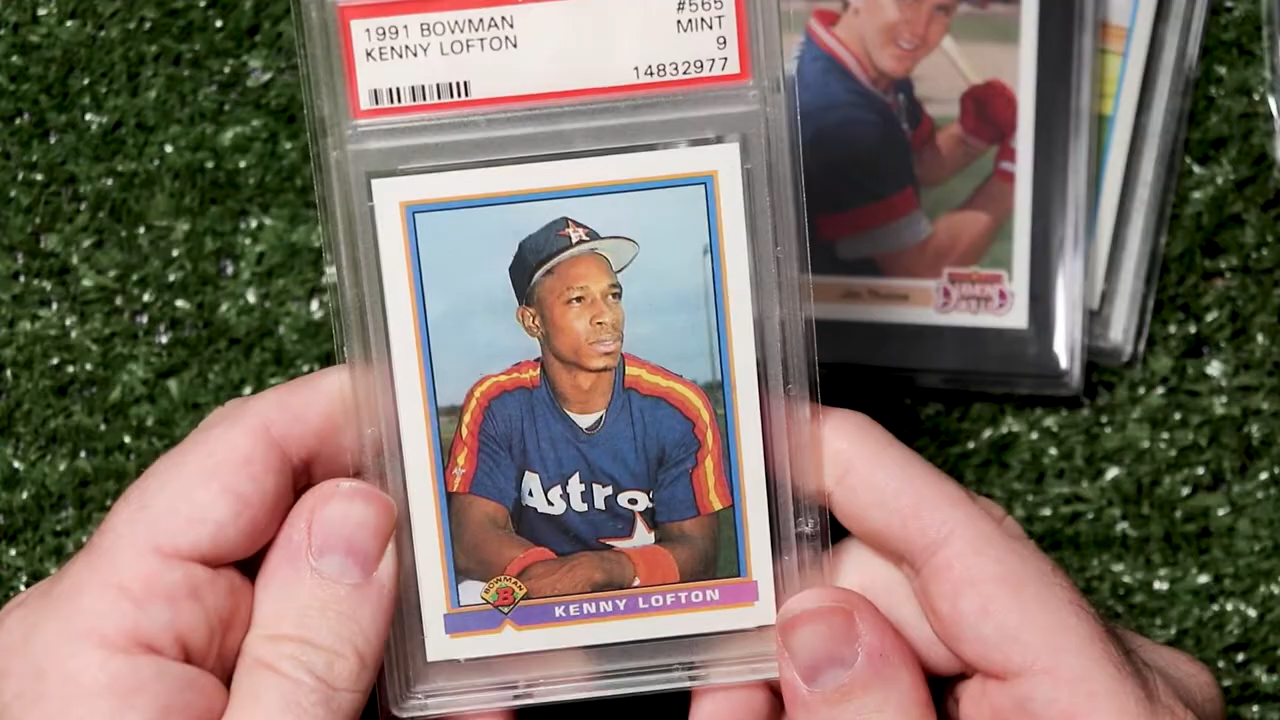 1991 BOWMAN
KENNY LOFTON
#565
MINT
9
14832977
Astros
BOWMAN
B
KENNY LOFTON